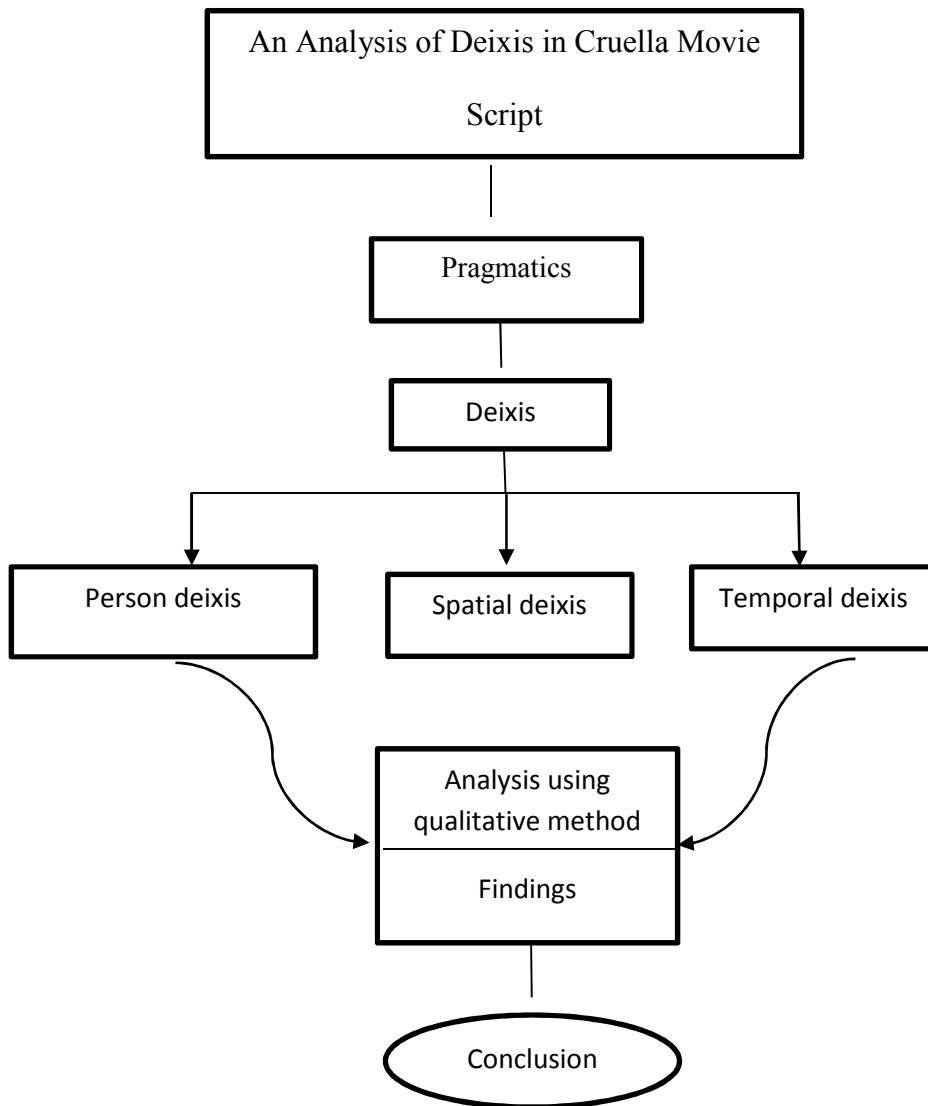 An Analysis of Deixis in Cruella Movie
Script
Pragmatics
Deixis
Person deixis
Spatial deixis
Temporal deixis
Analysis using
qualitative method
Findings
Conclusion